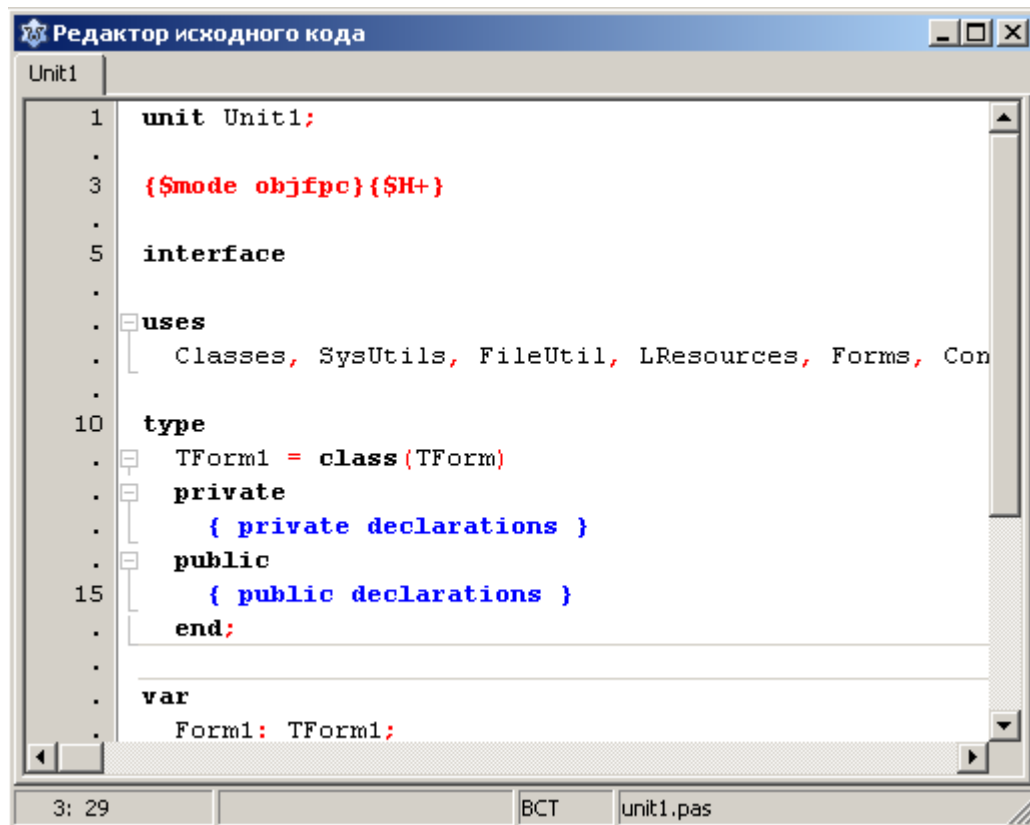 Редактор исходного кода
Unit1
1 unit Unit1;
.
3 {$mode objfpc}{$H+}
.
5 interface
.
. uses
. Classes, SysUtils, FileUtil, LResources, Forms, Con
.
10 type
. TForm1 = class(TForm)
. private
. { private declarations }
. public
15 { public declarations }
. end;
.
. var
. Form1: TForm1;
3: 29 ВСТ unit1.pas